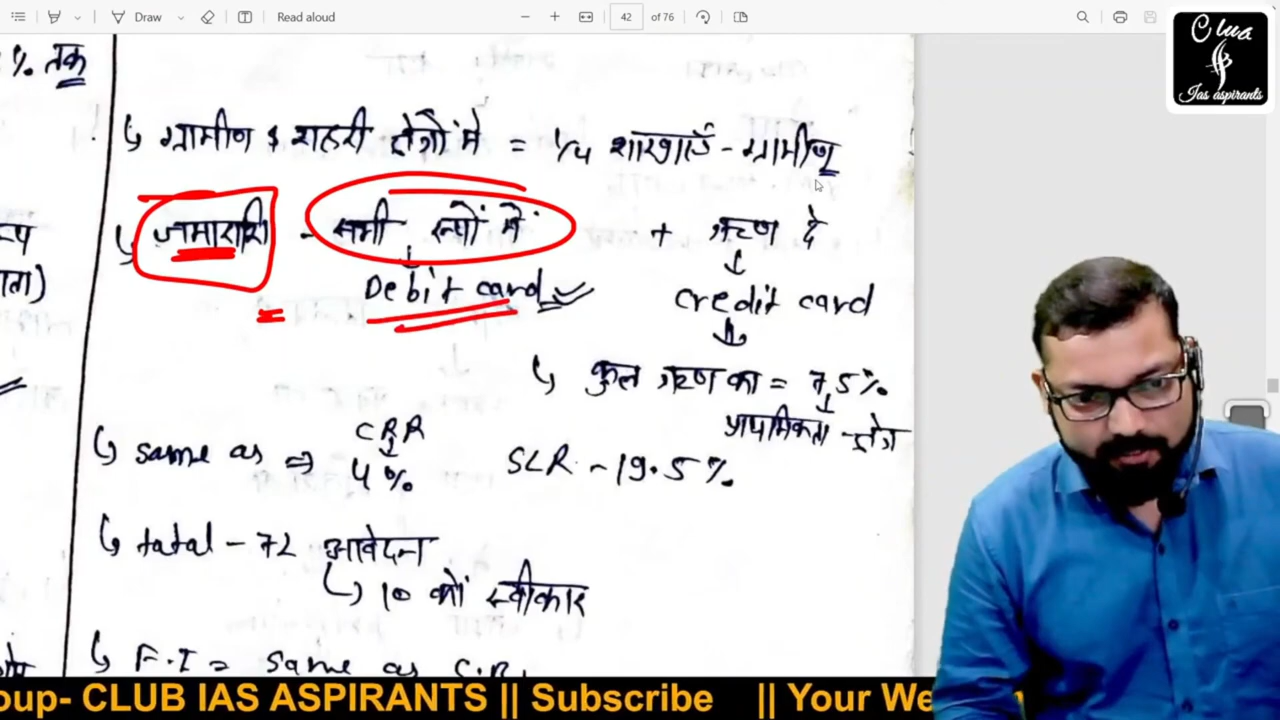 Draw
Read aloud
42 of 76
Club
Ias aspirants
% तक
↳ ग्रामीण & शहरी क्षेत्रों में = 1/4 शाखाएँ - ग्रामीण
↳ जमाराशि - सभी रूपों में + ऋण दे
Debit card credit card
↳ कुल ऋण का = 75%
प्राथमिकता - क्षेत्र
CRR
↳ same as ⇒ 4% SLR - 19.5%
↳ total - 72 आवेदन
↳ 10 को स्वीकार
↳ F.I = same as C.B.
oup- CLUB IAS ASPIRANTS || Subscribe || Your We